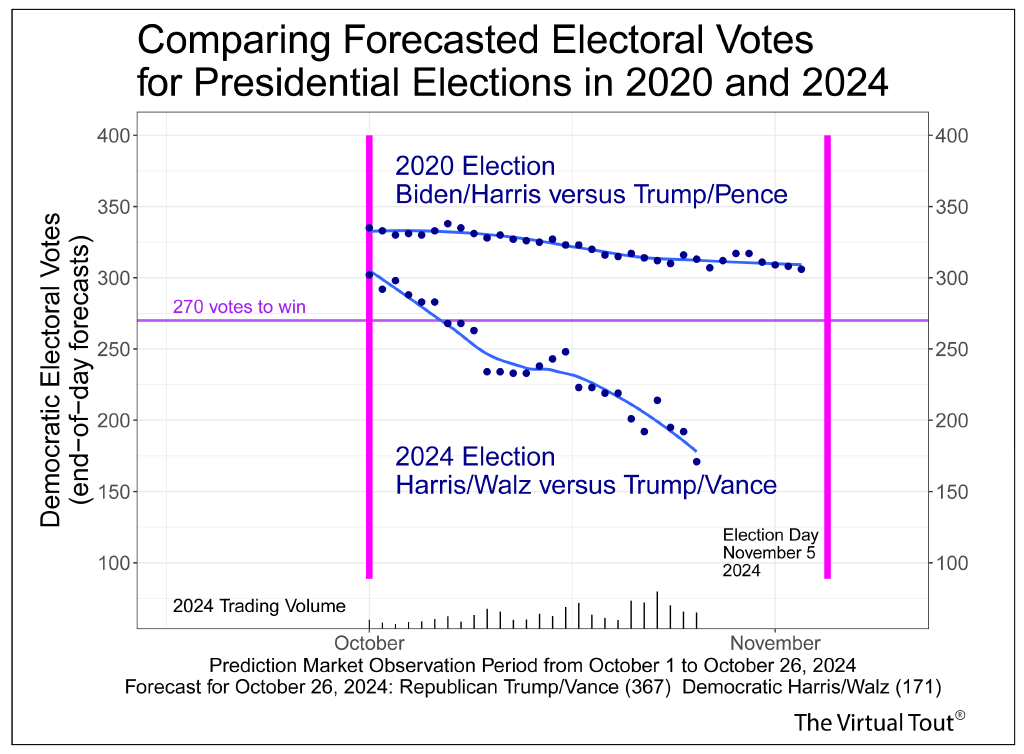 Comparing Forecasted Electoral Votes
for Presidential Elections in 2020 and 2024
Democratic Electoral Votes
(end−of−day forecasts)
400
350
300
250
200
150
100
400
350
300
250
200
150
100
2020 Election
Biden/Harris versus Trump/Pence
270 votes to win
2024 Election
Harris/Walz versus Trump/Vance
Election Day
November 5
2024
2024 Trading Volume
October
November
Prediction Market Observation Period from October 1 to October 26, 2024
Forecast for October 26, 2024: Republican Trump/Vance (367) Democratic Harris/Walz (171)
The Virtual Tout®